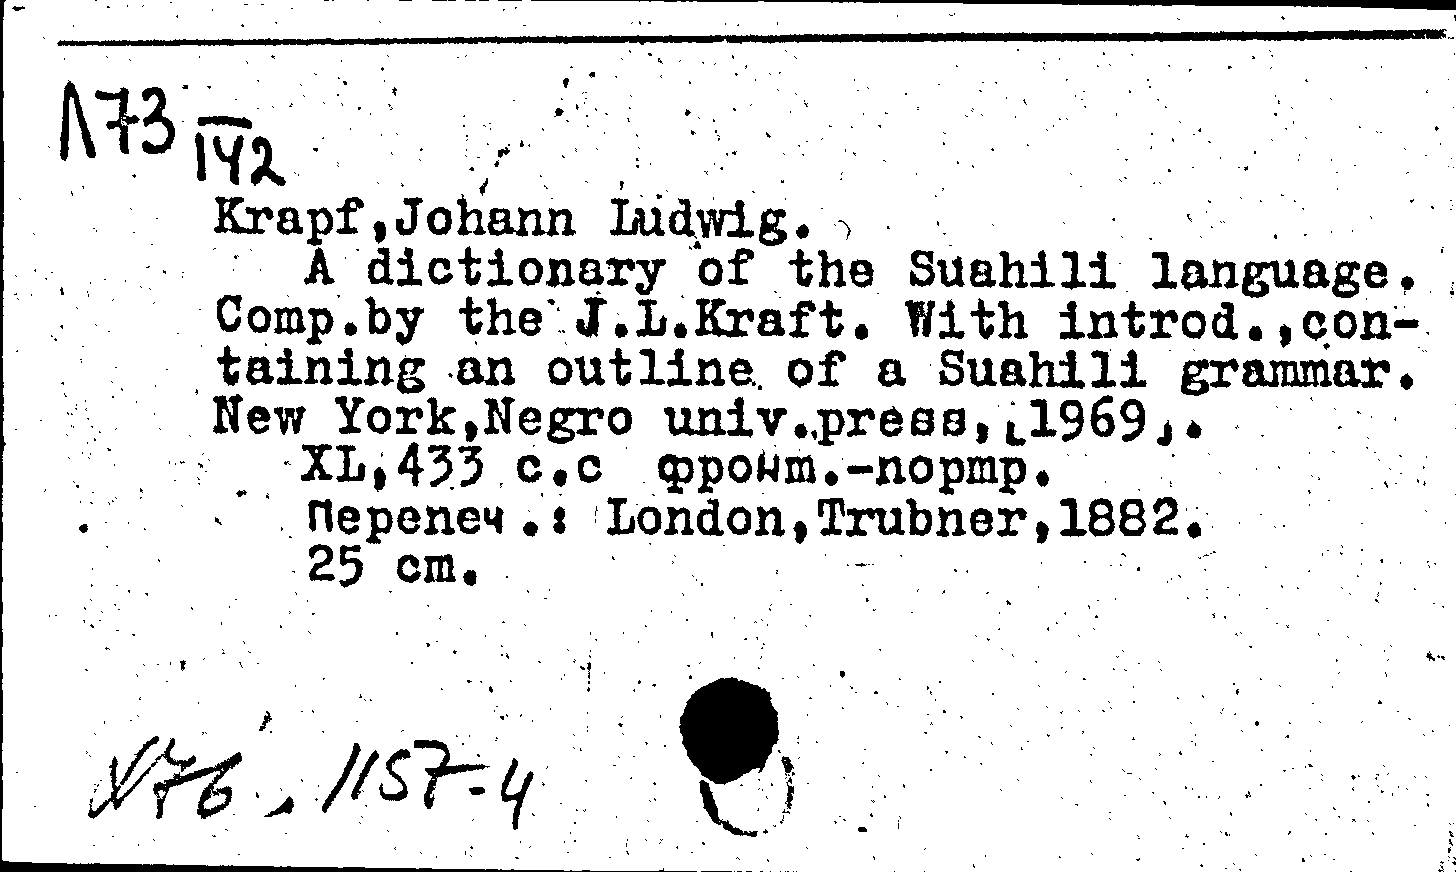 Л73
142
Krapf,Johann Ludwig.
A dictionary of the Suahili language.
Comp.by the J.L.Kraft. With introd.,con-
taining an outline of a Suahili grammar.
New York,Negro univ.press,[1969].
XL,433 с.с фронт.-портр.
Перепеч.: London,Trubner,1882.
25 cm.
76 . 1157-4